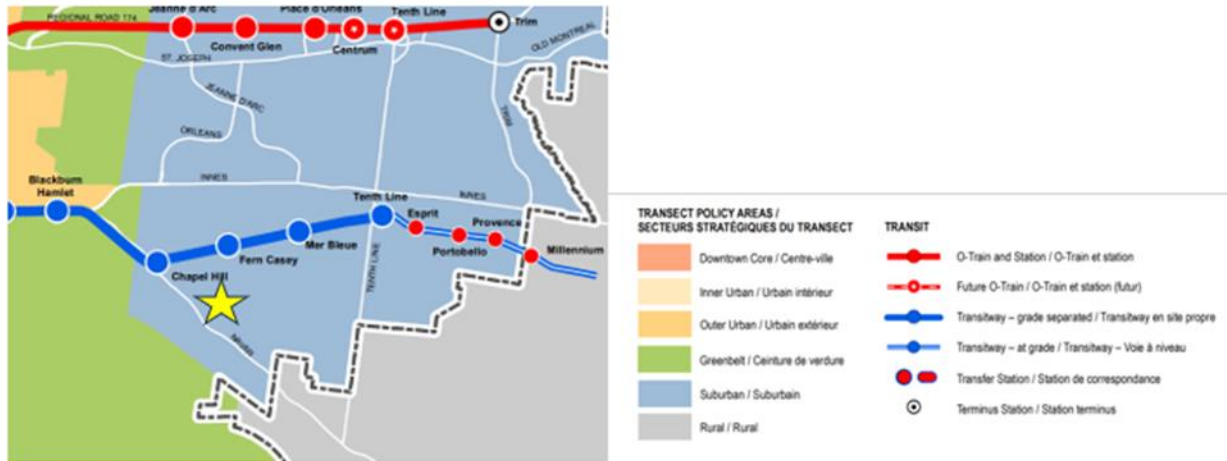 REGIONAL ROAD 174
Jeanne d'Arc
Place d'Orléans
Tenth Line
Trim
Convent Glen
Centrum
OLD MONTREAL
ST. JOSEPH
JEANNE D'ARC
TRIM
ORLEANS
INNES
Blackburn
Hamlet
Tenth Line
INNES
Esprit
Provence
Mer Bleue
Portobello
Millennium
Fern Casey
Chapel Hill
TENTH LINE
TRANSECT POLICY AREAS /
SECTEURS STRATÉGIQUES DU TRANSECT
Downtown Core / Centre-ville
Inner Urban / Urbain intérieur
Outer Urban / Urbain extérieur
Greenbelt / Ceinture de verdure
Suburban / Suburbain
Rural / Rural
TRANSIT
O-Train and Station / O-Train et station
Future O-Train / O-Train et station (futur)
Transitway – grade separated / Transitway en site propre
Transitway – at grade / Transitway – Voie à niveau
Transfer Station / Station de correspondance
Terminus Station / Station terminus